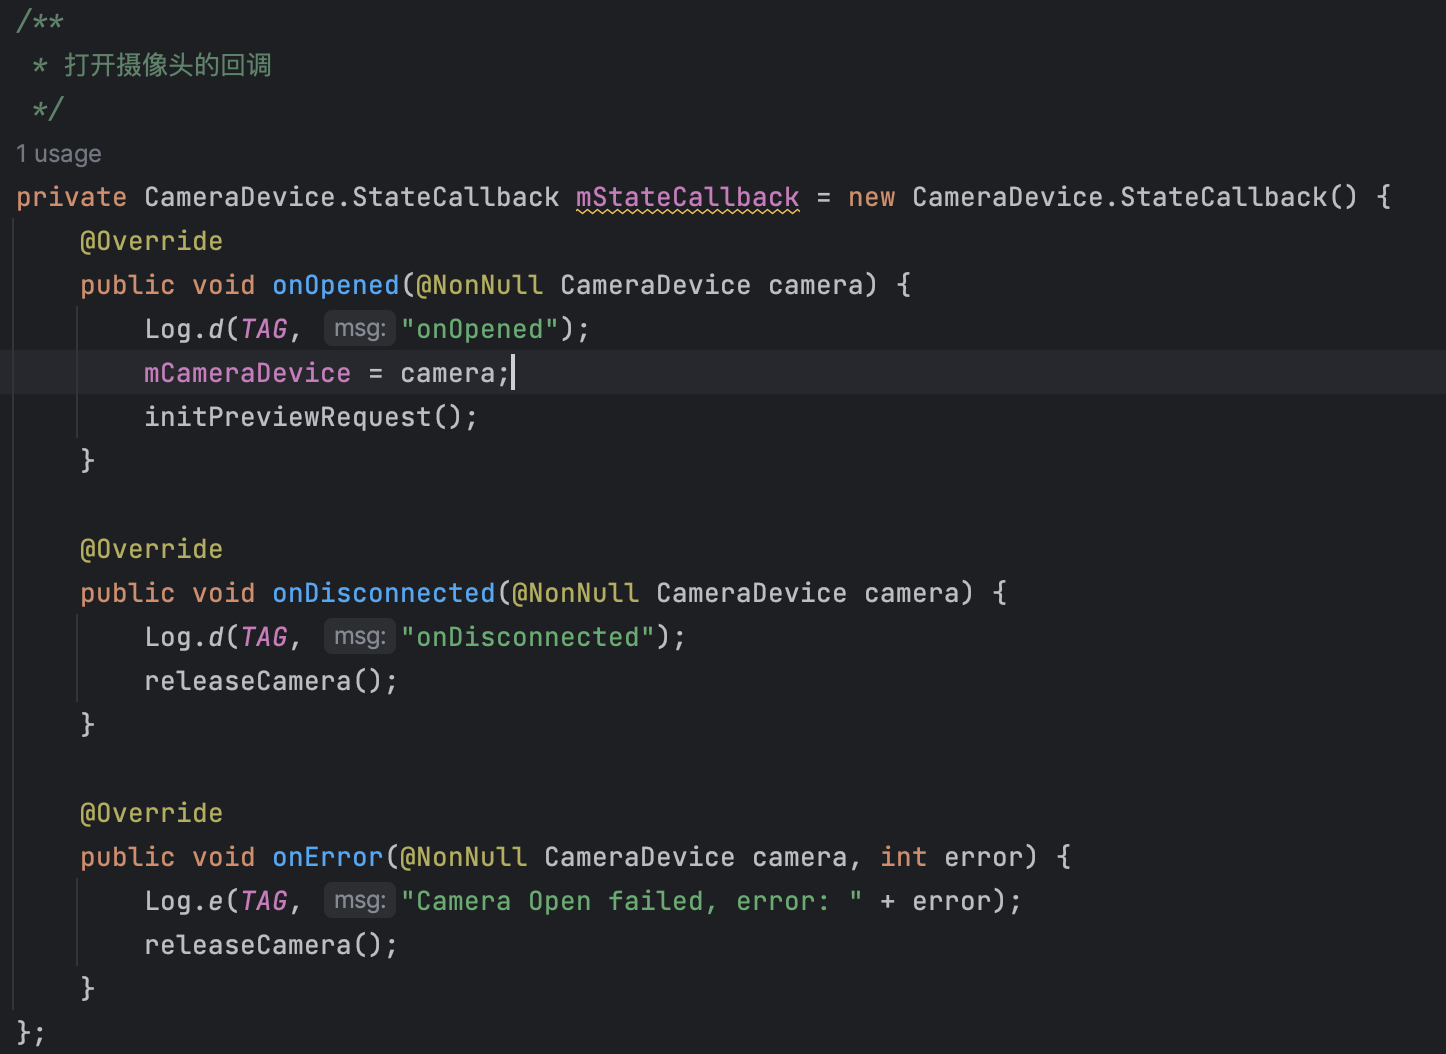 /**
 * 打开摄像头的回调
 */
1 usage
private CameraDevice.StateCallback mStateCallback = new CameraDevice.StateCallback() {
    @Override
    public void onOpened(@NonNull CameraDevice camera) {
        Log.d(TAG, msg: "onOpened");
        mCameraDevice = camera;
        initPreviewRequest();
    }

    @Override
    public void onDisconnected(@NonNull CameraDevice camera) {
        Log.d(TAG, msg: "onDisconnected");
        releaseCamera();
    }

    @Override
    public void onError(@NonNull CameraDevice camera, int error) {
        Log.e(TAG, msg: "Camera Open failed, error: " + error);
        releaseCamera();
    }
};